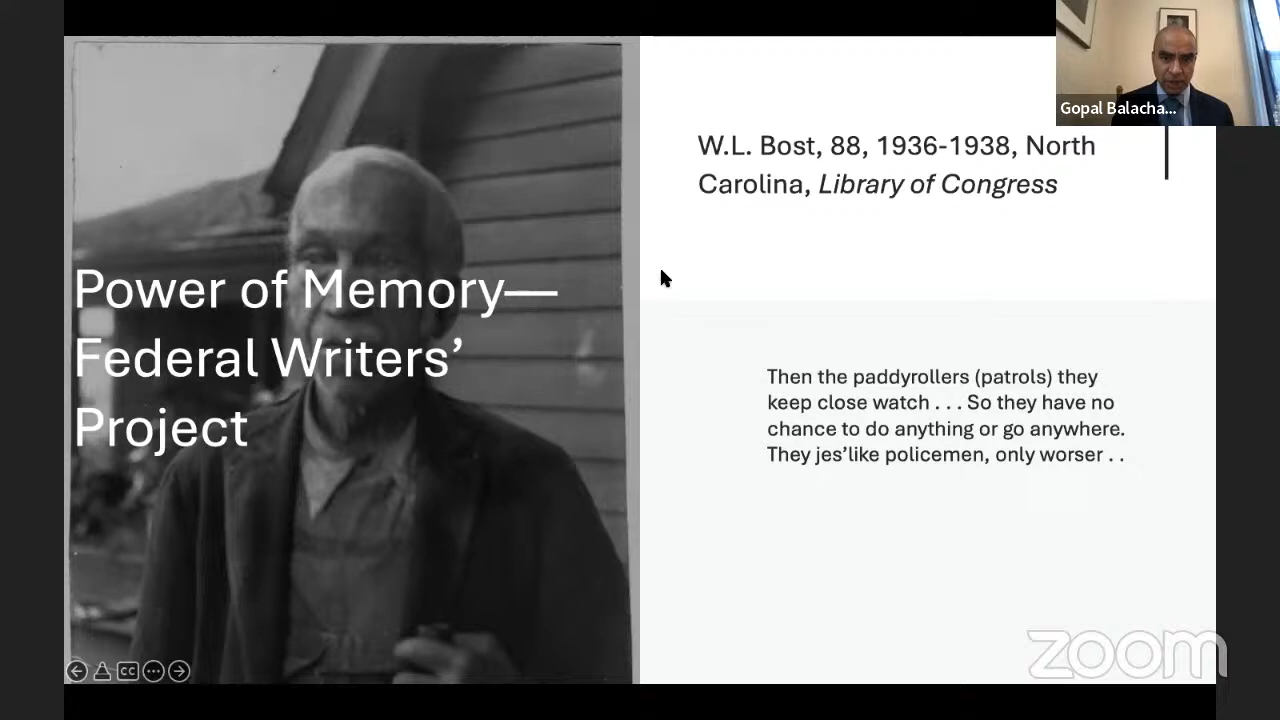 Gopal Balacha...
W.L. Bost, 88, 1936-1938, North
Carolina, Library of Congress
Power of Memory—
Federal Writers’
Project
Then the paddyrollers (patrols) they
keep close watch . . . So they have no
chance to do anything or go anywhere.
They jes’like policemen, only worser . .
CC
zoom